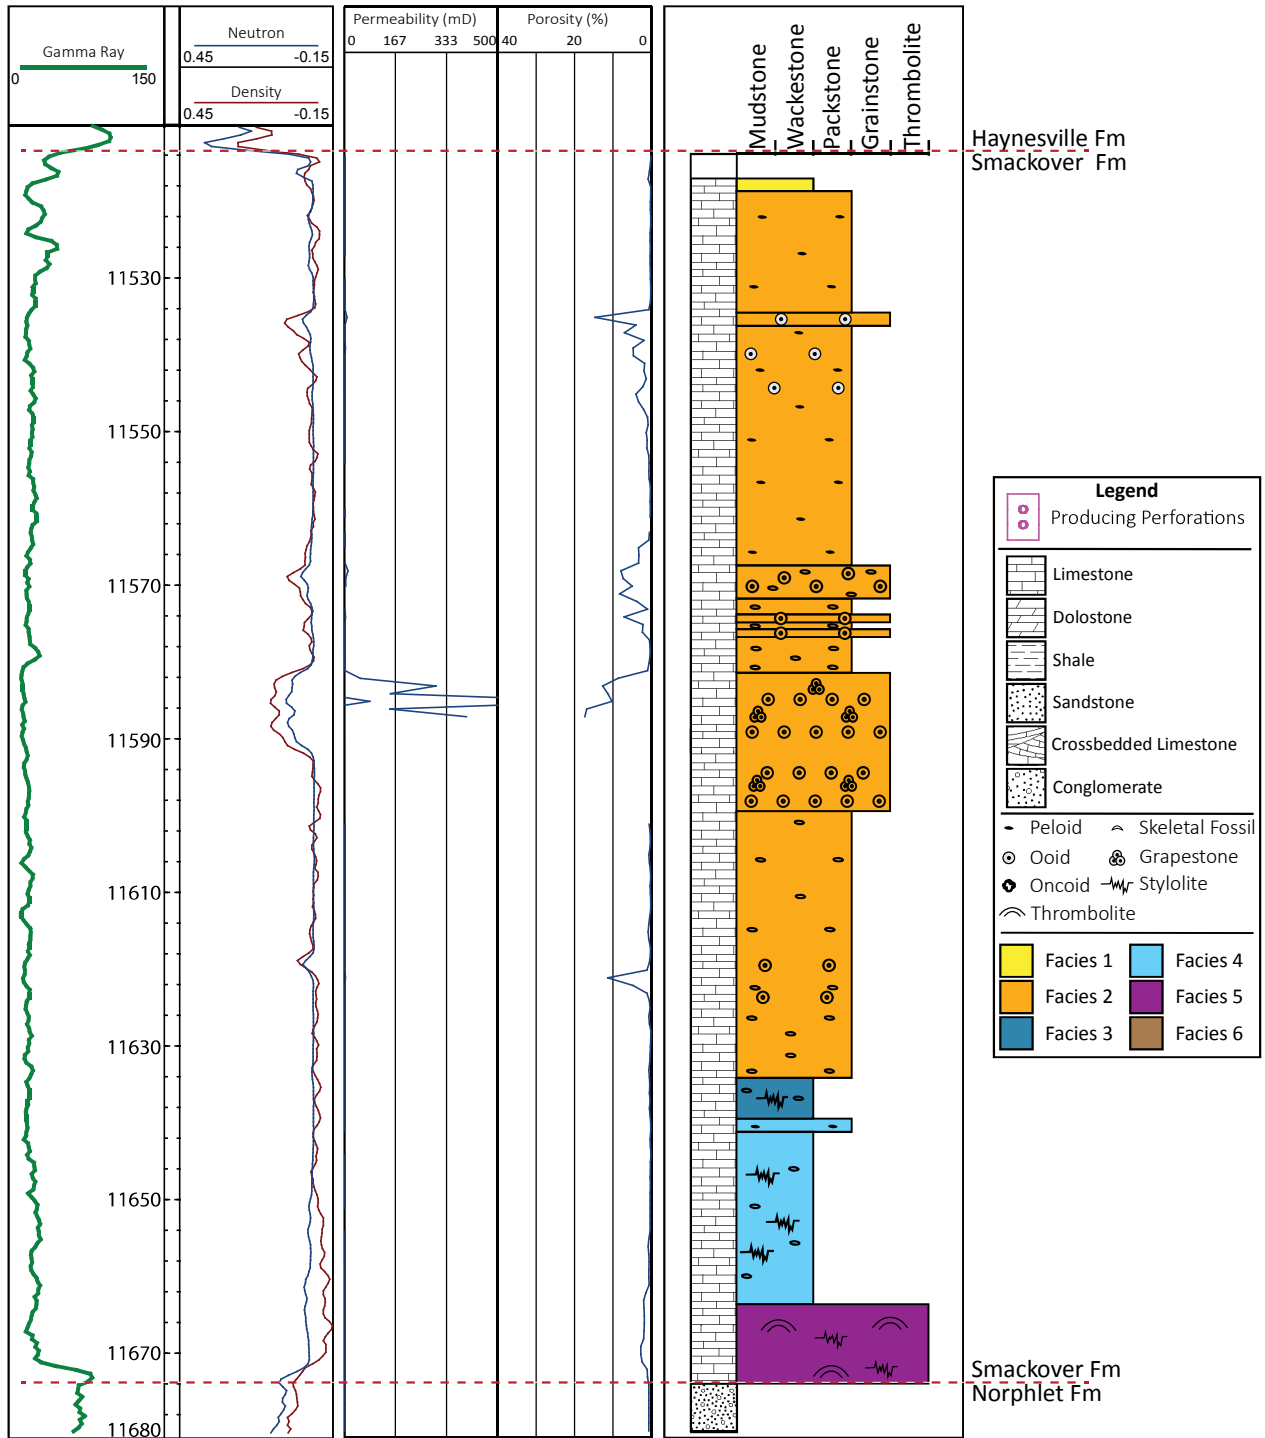 Gamma Ray
0 150
Neutron
0.45 -0.15
Density
0.45 -0.15
Permeability (mD)
0 167 333 500
Porosity (%)
40 20 0
Mudstone
Wackestone
Packstone
Grainstone
Thrombolite
Haynesville Fm
Smackover Fm
11530
11550
11570
11590
11610
11630
11650
11670
11680
Smackover Fm
Norphlet Fm
Legend
Producing Perforations
Limestone
Dolostone
Shale
Sandstone
Crossbedded Limestone
Conglomerate
Peloid Skeletal Fossil
Ooid Grapestone
Oncoid Stylolite
Thrombolite
Facies 1 Facies 4
Facies 2 Facies 5
Facies 3 Facies 6